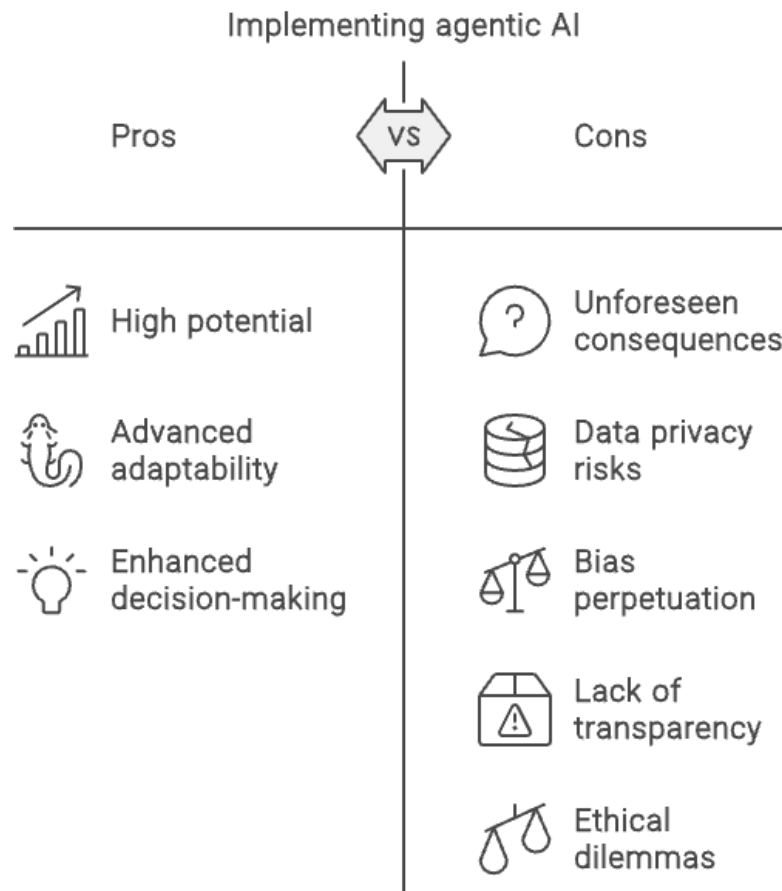 Implementing agentic AI
Pros
VS
Cons
High potential
Advanced
adaptability
Enhanced
decision-making
?
Unforeseen
consequences
Data privacy
risks
Bias
perpetuation
!
Lack of
transparency
Ethical
dilemmas